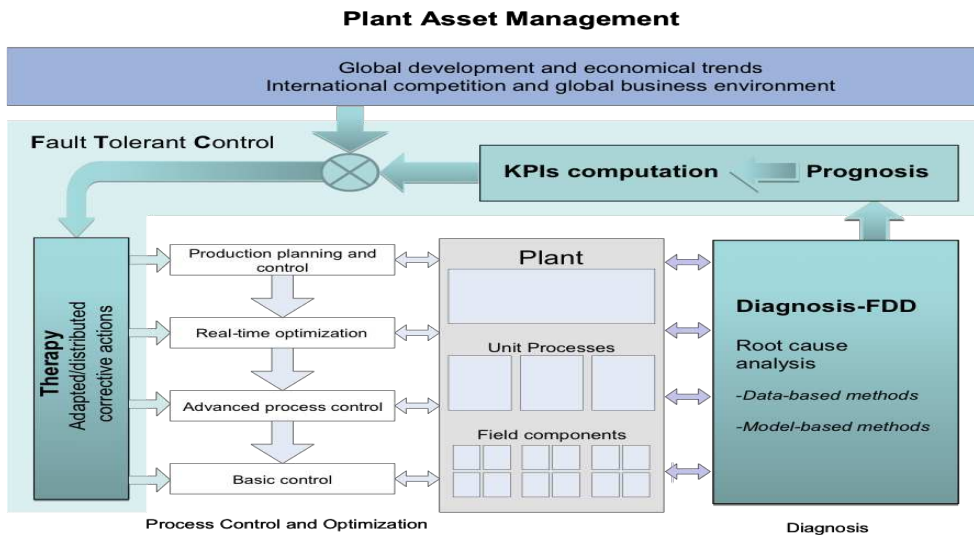 Plant Asset Management
Global development and economical trends
International competition and global business environment
Fault Tolerant Control
KPIs computation
Prognosis
Therapy
Adapted/distributed
corrective actions
Production planning and
control
Real-time optimization
Advanced process control
Basic control
Process Control and Optimization
Plant
Unit Processes
Field components
Diagnosis-FDD
Root cause
analysis
-Data-based methods
-Model-based methods
Diagnosis